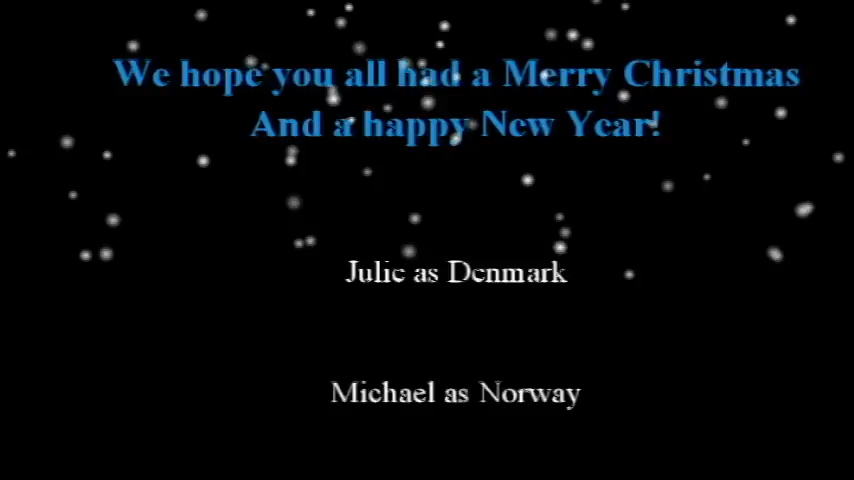 We hope you all had a Merry Christmas
And a happy New Year!
Julie as Denmark
Michael as Norway